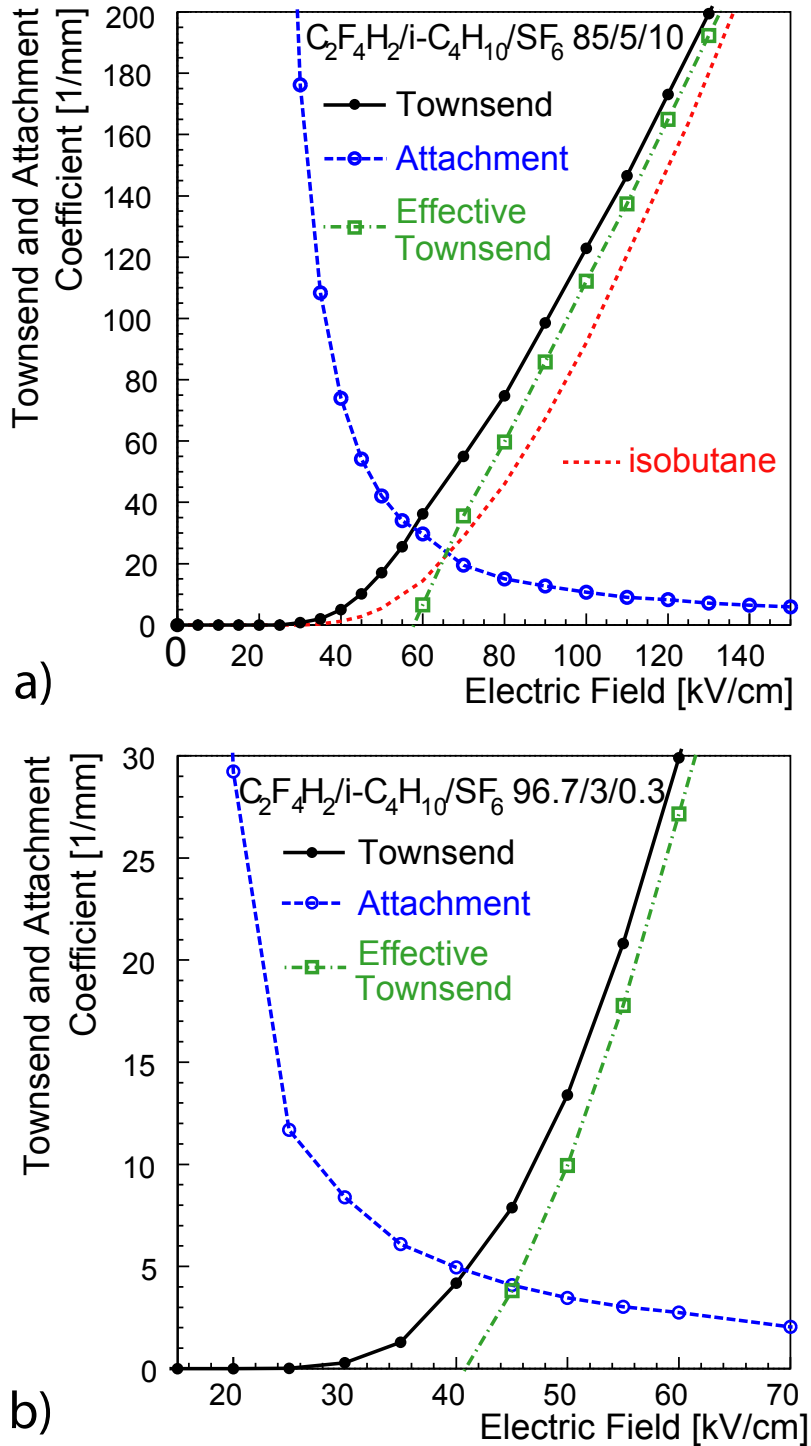 C2F4H2/i-C4H10/SF6 85/5/10
Townsend
Attachment
Effective
Townsend
isobutane
Townsend and Attachment
Coefficient [1/mm]
200
180
160
140
120
100
80
60
40
20
0
0 20 40 60 80 100 120 140
Electric Field [kV/cm]
a)
C2F4H2/i-C4H10/SF6 96.7/3/0.3
Townsend
Attachment
Effective
Townsend
Townsend and Attachment
Coefficient [1/mm]
30
25
20
15
10
5
0
20 30 40 50 60 70
Electric Field [kV/cm]
b)